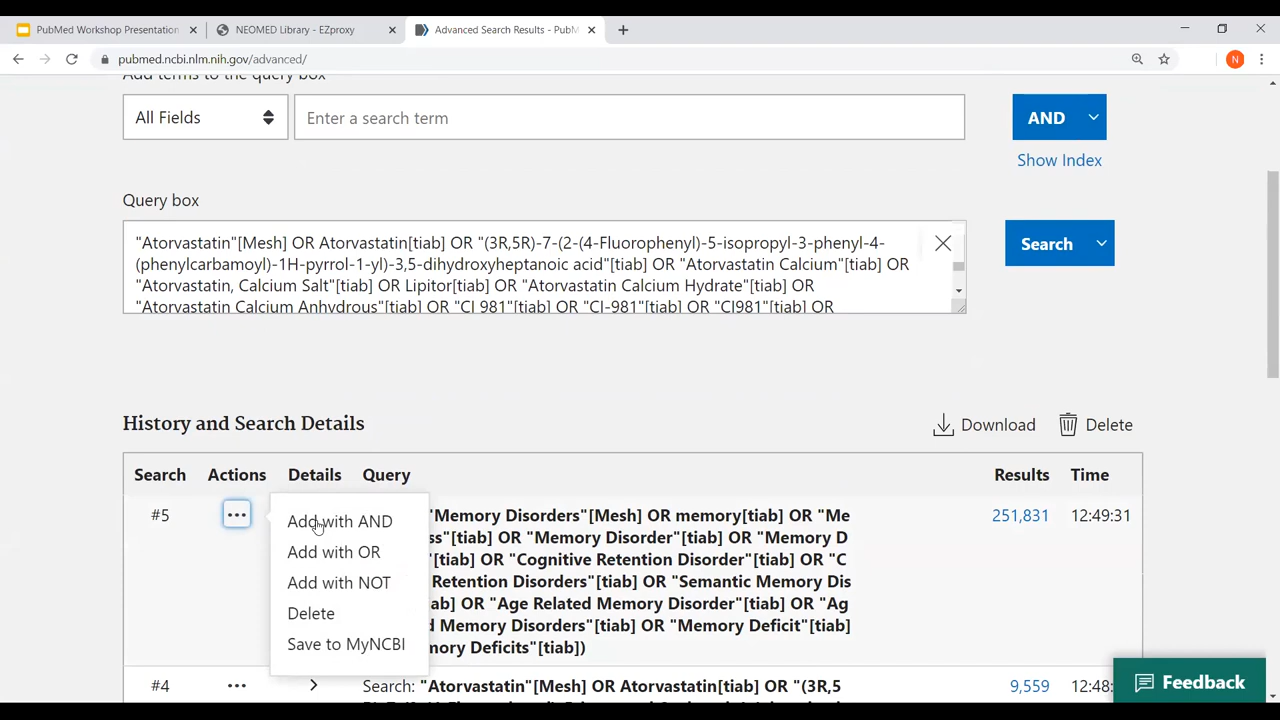 PubMed Workshop Presentation
NEOMED Library - EZproxy
Advanced Search Results - PubM
pubmed.ncbi.nlm.nih.gov/advanced/
N
Add terms to the query box
All Fields
Enter a search term
AND
Show Index
Query box
"Atorvastatin"[Mesh] OR Atorvastatin[tiab] OR "(3R,5R)-7-(2-(4-Fluorophenyl)-5-isopropyl-3-phenyl-4-
(phenylcarbamoyl)-1H-pyrrol-1-yl)-3,5-dihydroxyheptanoic acid"[tiab] OR "Atorvastatin Calcium"[tiab] OR
"Atorvastatin, Calcium Salt"[tiab] OR Lipitor[tiab] OR "Atorvastatin Calcium Hydrate"[tiab] OR
"Atorvastatin Calcium Anhydrous"[tiab] OR "CI 981"[tiab] OR "CI-981"[tiab] OR "CI981"[tiab] OR
Search
History and Search Details
Download
Delete
Search Actions Details Query Results Time
#5
Add with AND
Add with OR
Add with NOT
Delete
Save to MyNCBI
"Memory Disorders"[Mesh] OR memory[tiab] OR "Me
ss"[tiab] OR "Memory Disorder"[tiab] OR "Memory D
[tiab] OR "Cognitive Retention Disorder"[tiab] OR "C
Retention Disorders"[tiab] OR "Semantic Memory Dis
ab] OR "Age Related Memory Disorder"[tiab] OR "Ag
d Memory Disorders"[tiab] OR "Memory Deficit"[tiab]
mory Deficits"[tiab])
251,831
12:49:31
#4
Search: "Atorvastatin"[Mesh] OR Atorvastatin[tiab] OR "(3R,5
9,559
12:48:
Feedback